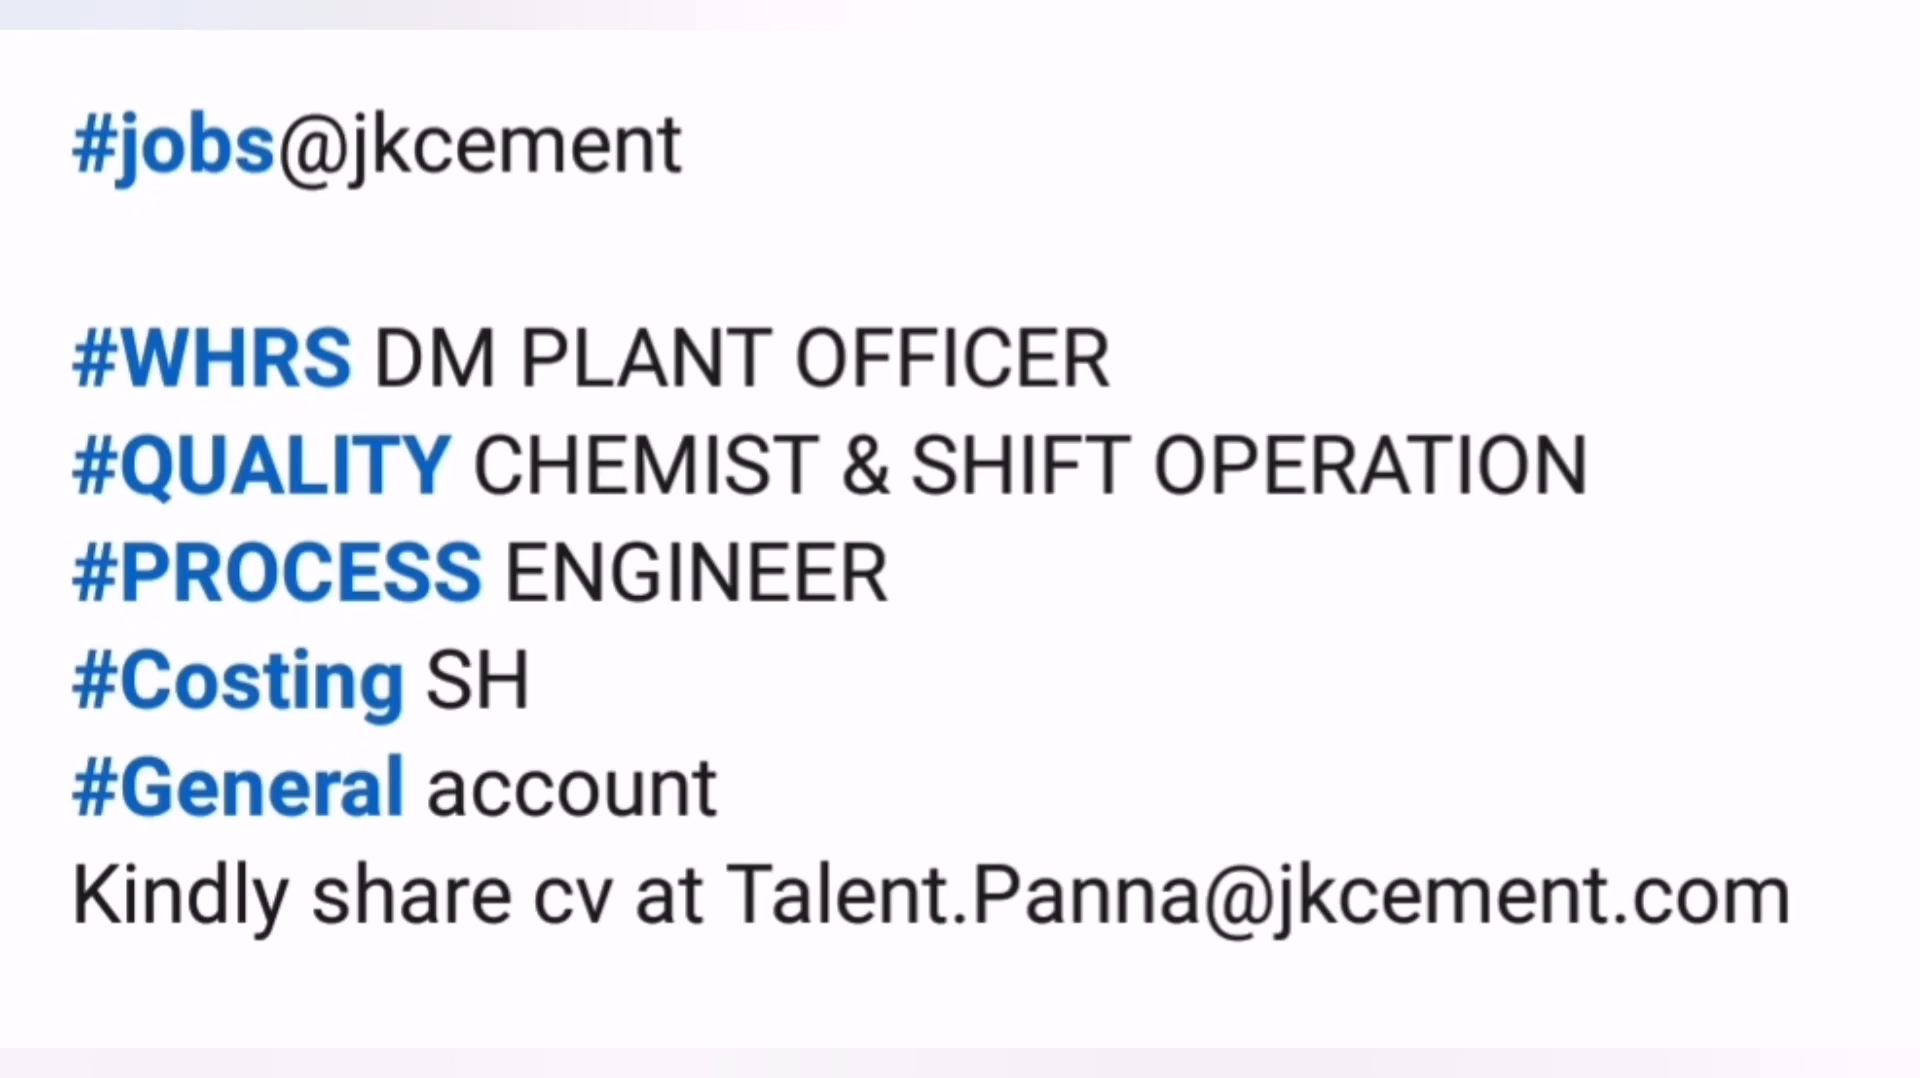 #jobs@jkcement
#WHRS DM PLANT OFFICER
#QUALITY CHEMIST & SHIFT OPERATION
#PROCESS ENGINEER
#Costing SH
#General account
Kindly share cv at Talent.Panna@jkcement.com